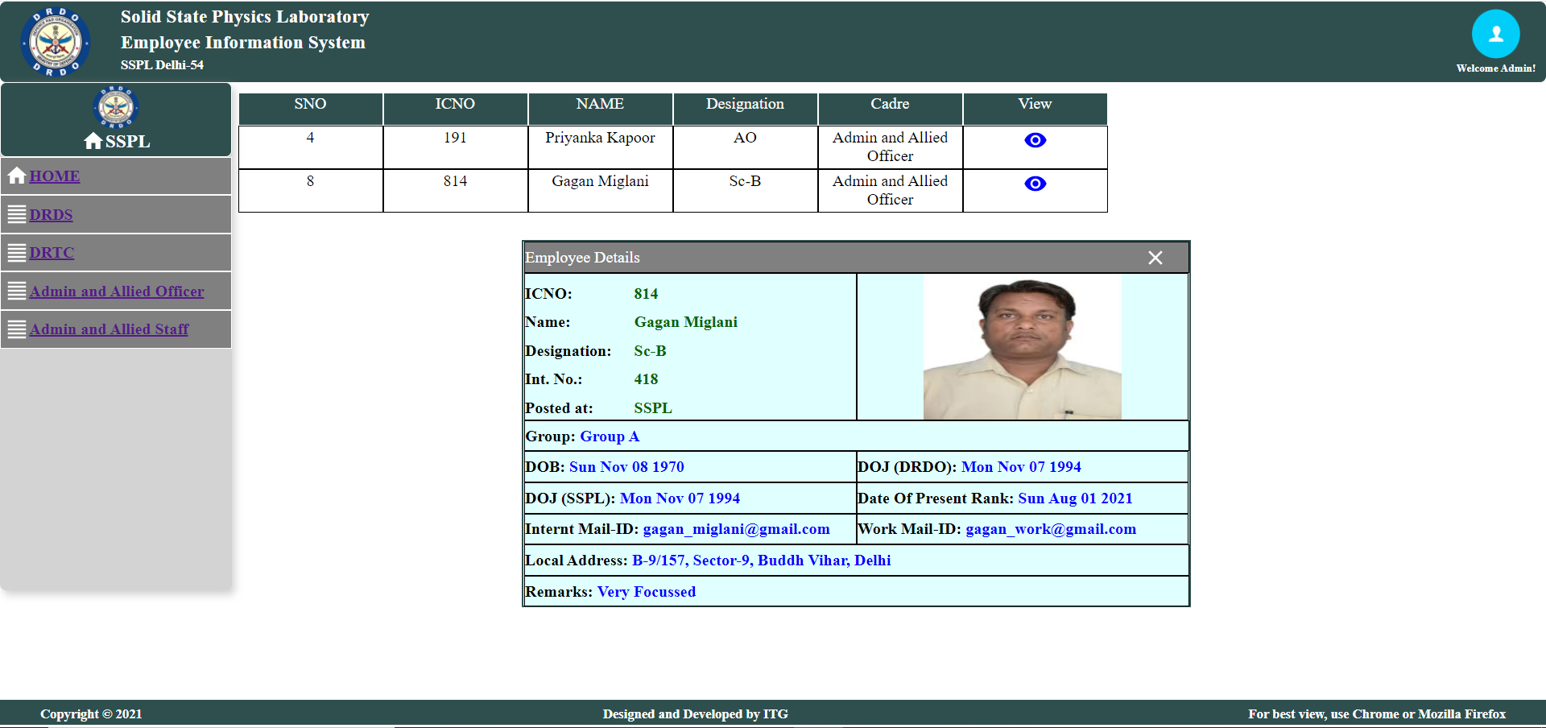 Solid State Physics Laboratory
Employee Information System
SSPL Delhi-54
DRDO
DRDO
Welcome Admin!
DRDO
DRDO
SSPL
HOME
DRDS
DRTC
Admin and Allied Officer
Admin and Allied Staff
SNO ICNO NAME Designation Cadre View
4 191 Priyanka Kapoor AO Admin and Allied
Officer
8 814 Gagan Miglani Sc-B Admin and Allied
Officer
Employee Details
ICNO: 814
Name: Gagan Miglani
Designation: Sc-B
Int. No.: 418
Posted at: SSPL
Group: Group A
DOB: Sun Nov 08 1970 DOJ (DRDO): Mon Nov 07 1994
DOJ (SSPL): Mon Nov 07 1994 Date Of Present Rank: Sun Aug 01 2021
Internt Mail-ID: gagan_miglani@gmail.com Work Mail-ID: gagan_work@gmail.com
Local Address: B-9/157, Sector-9, Buddh Vihar, Delhi
Remarks: Very Focussed
Copyright © 2021 Designed and Developed by ITG For best view, use Chrome or Mozilla Firefox